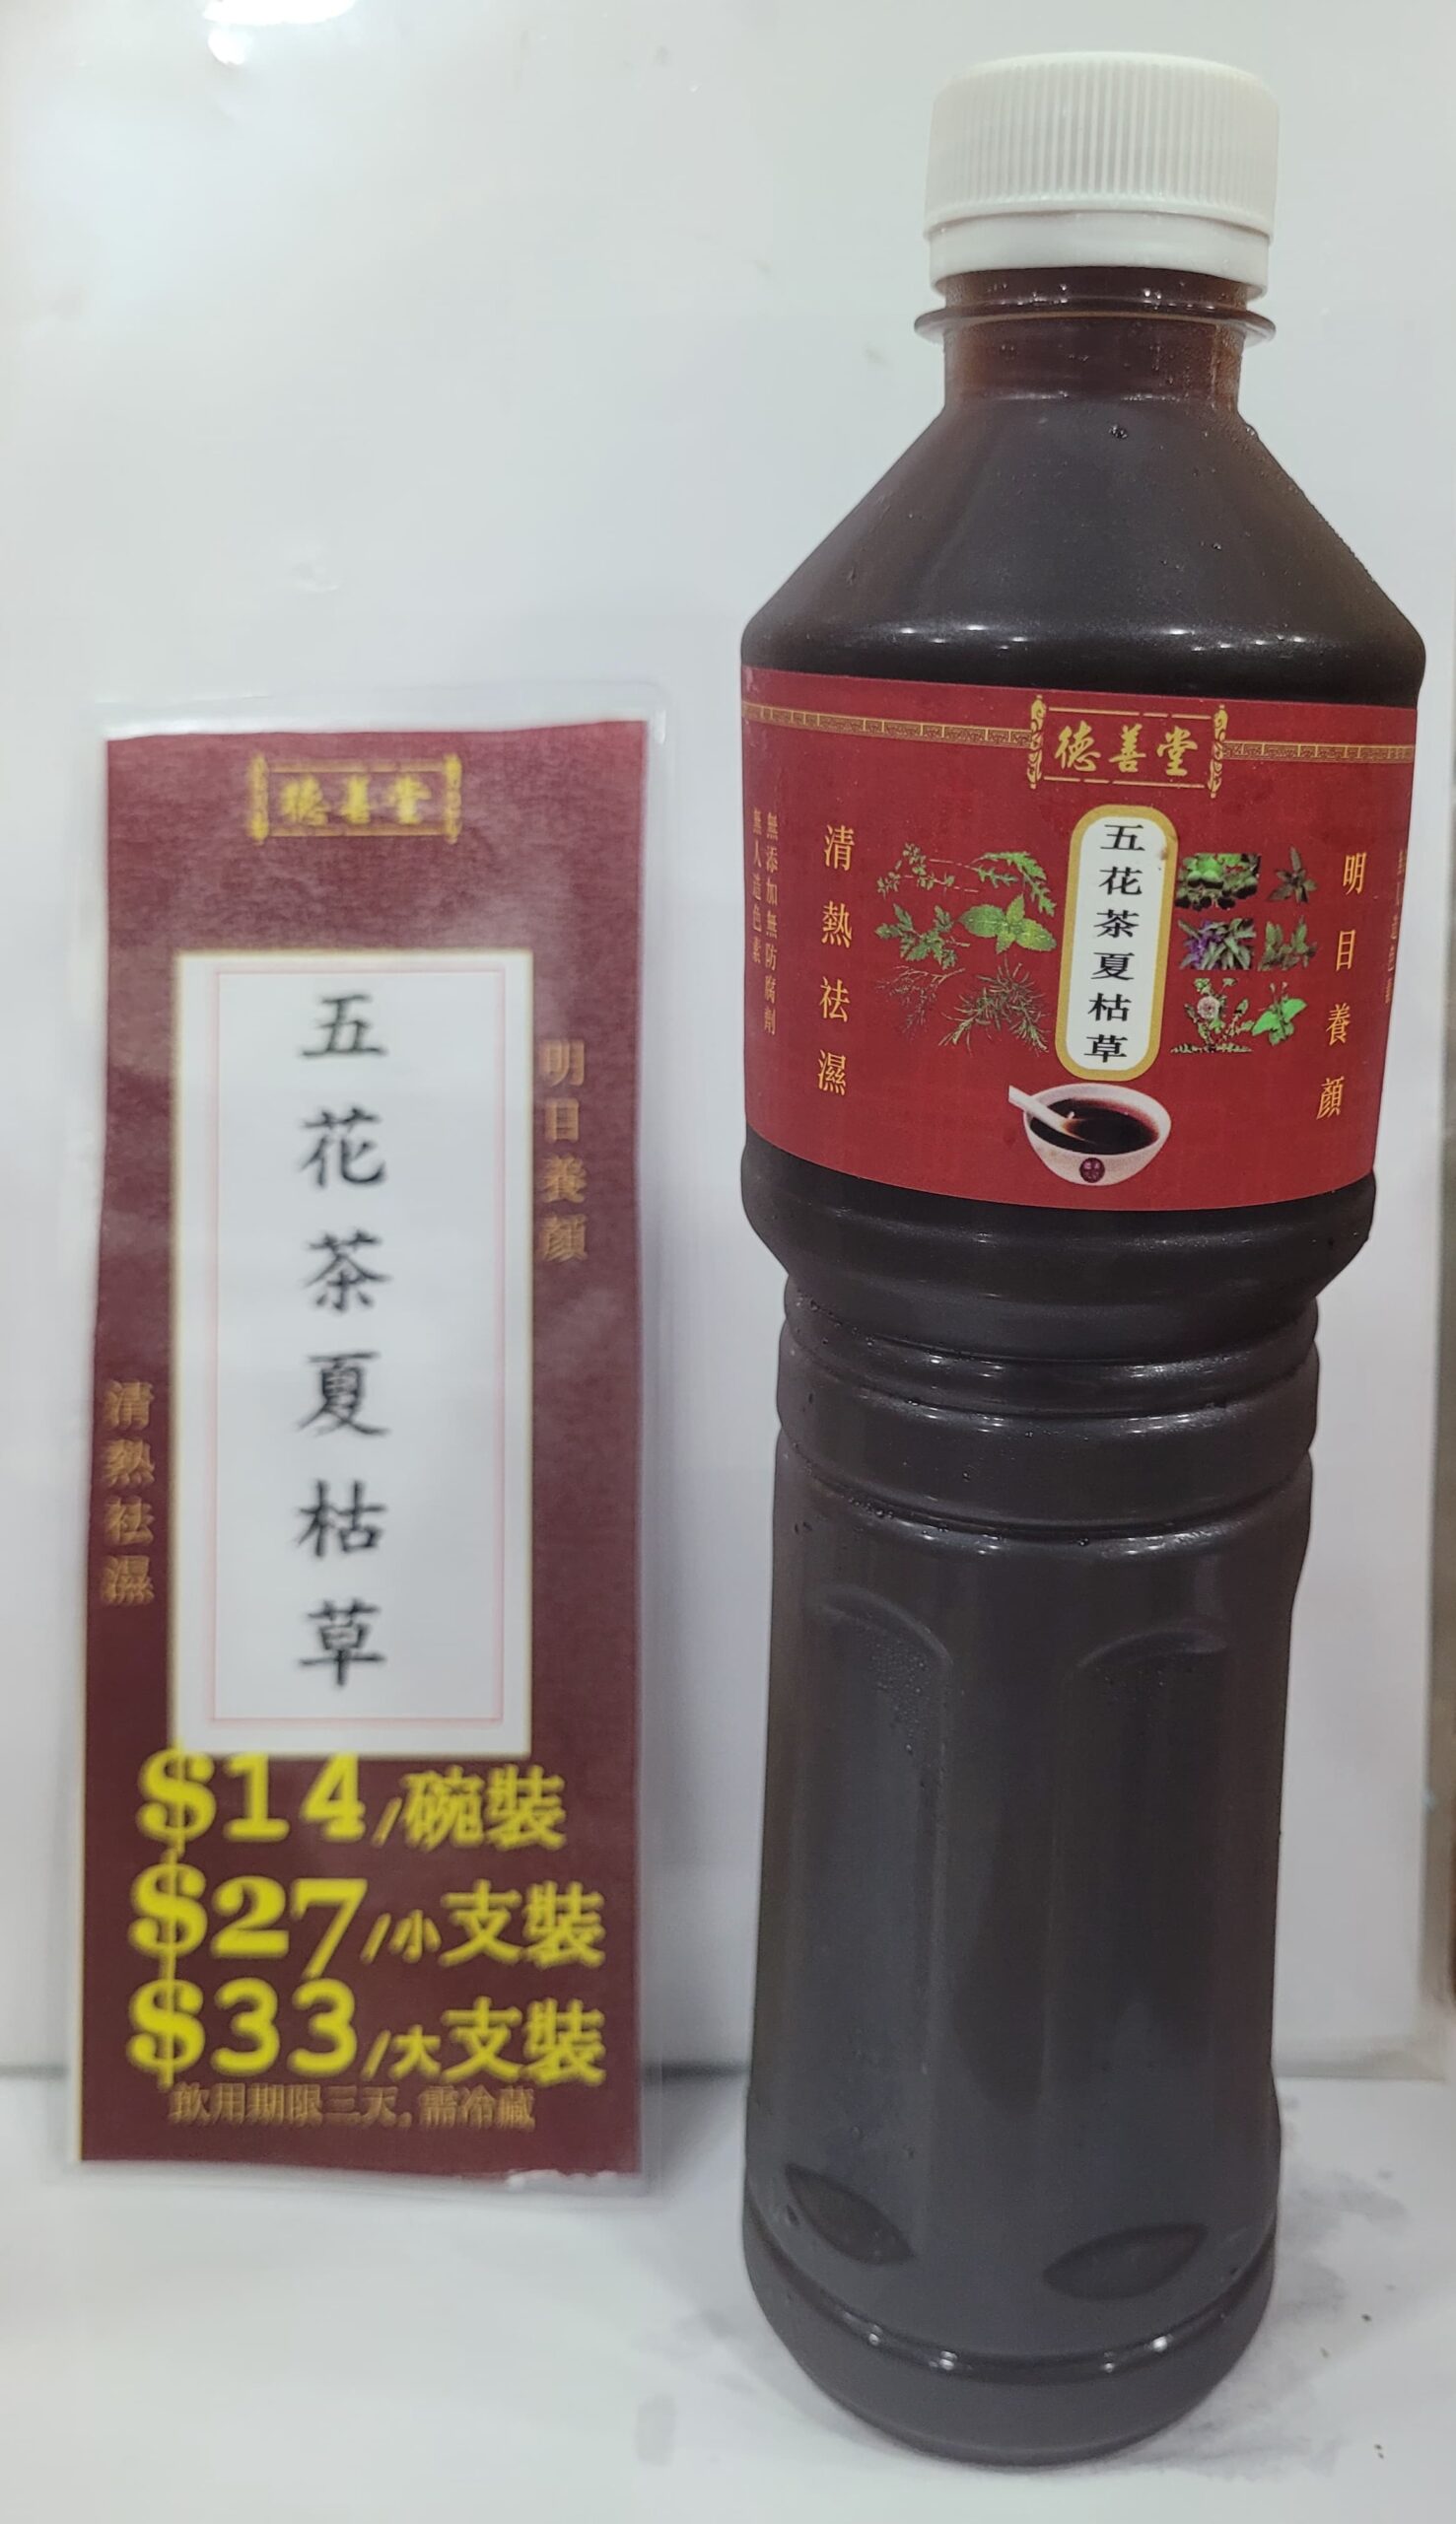 德善堂
五花茶夏枯草
明目養顏
清熱祛濕
$14/碗裝
$27/小支裝
$33/大支裝
飲用期限三天,需冷藏
德善堂
五花茶夏枯草
明目養顏
清熱祛濕
無添加無防腐劑
無人造色素